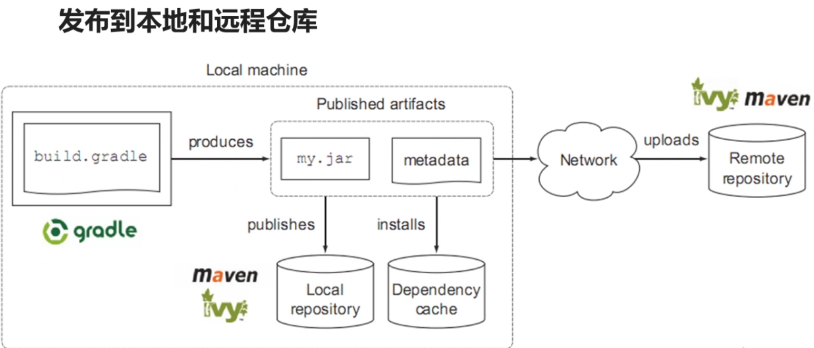 发布到本地和远程仓库
Local machine
Published artifacts
ivy maven
build.gradle
produces
my.jar
metadata
Network
uploads
Remote
repository
gradle
publishes
installs
maven
ivy
Local
repository
Dependency
cache